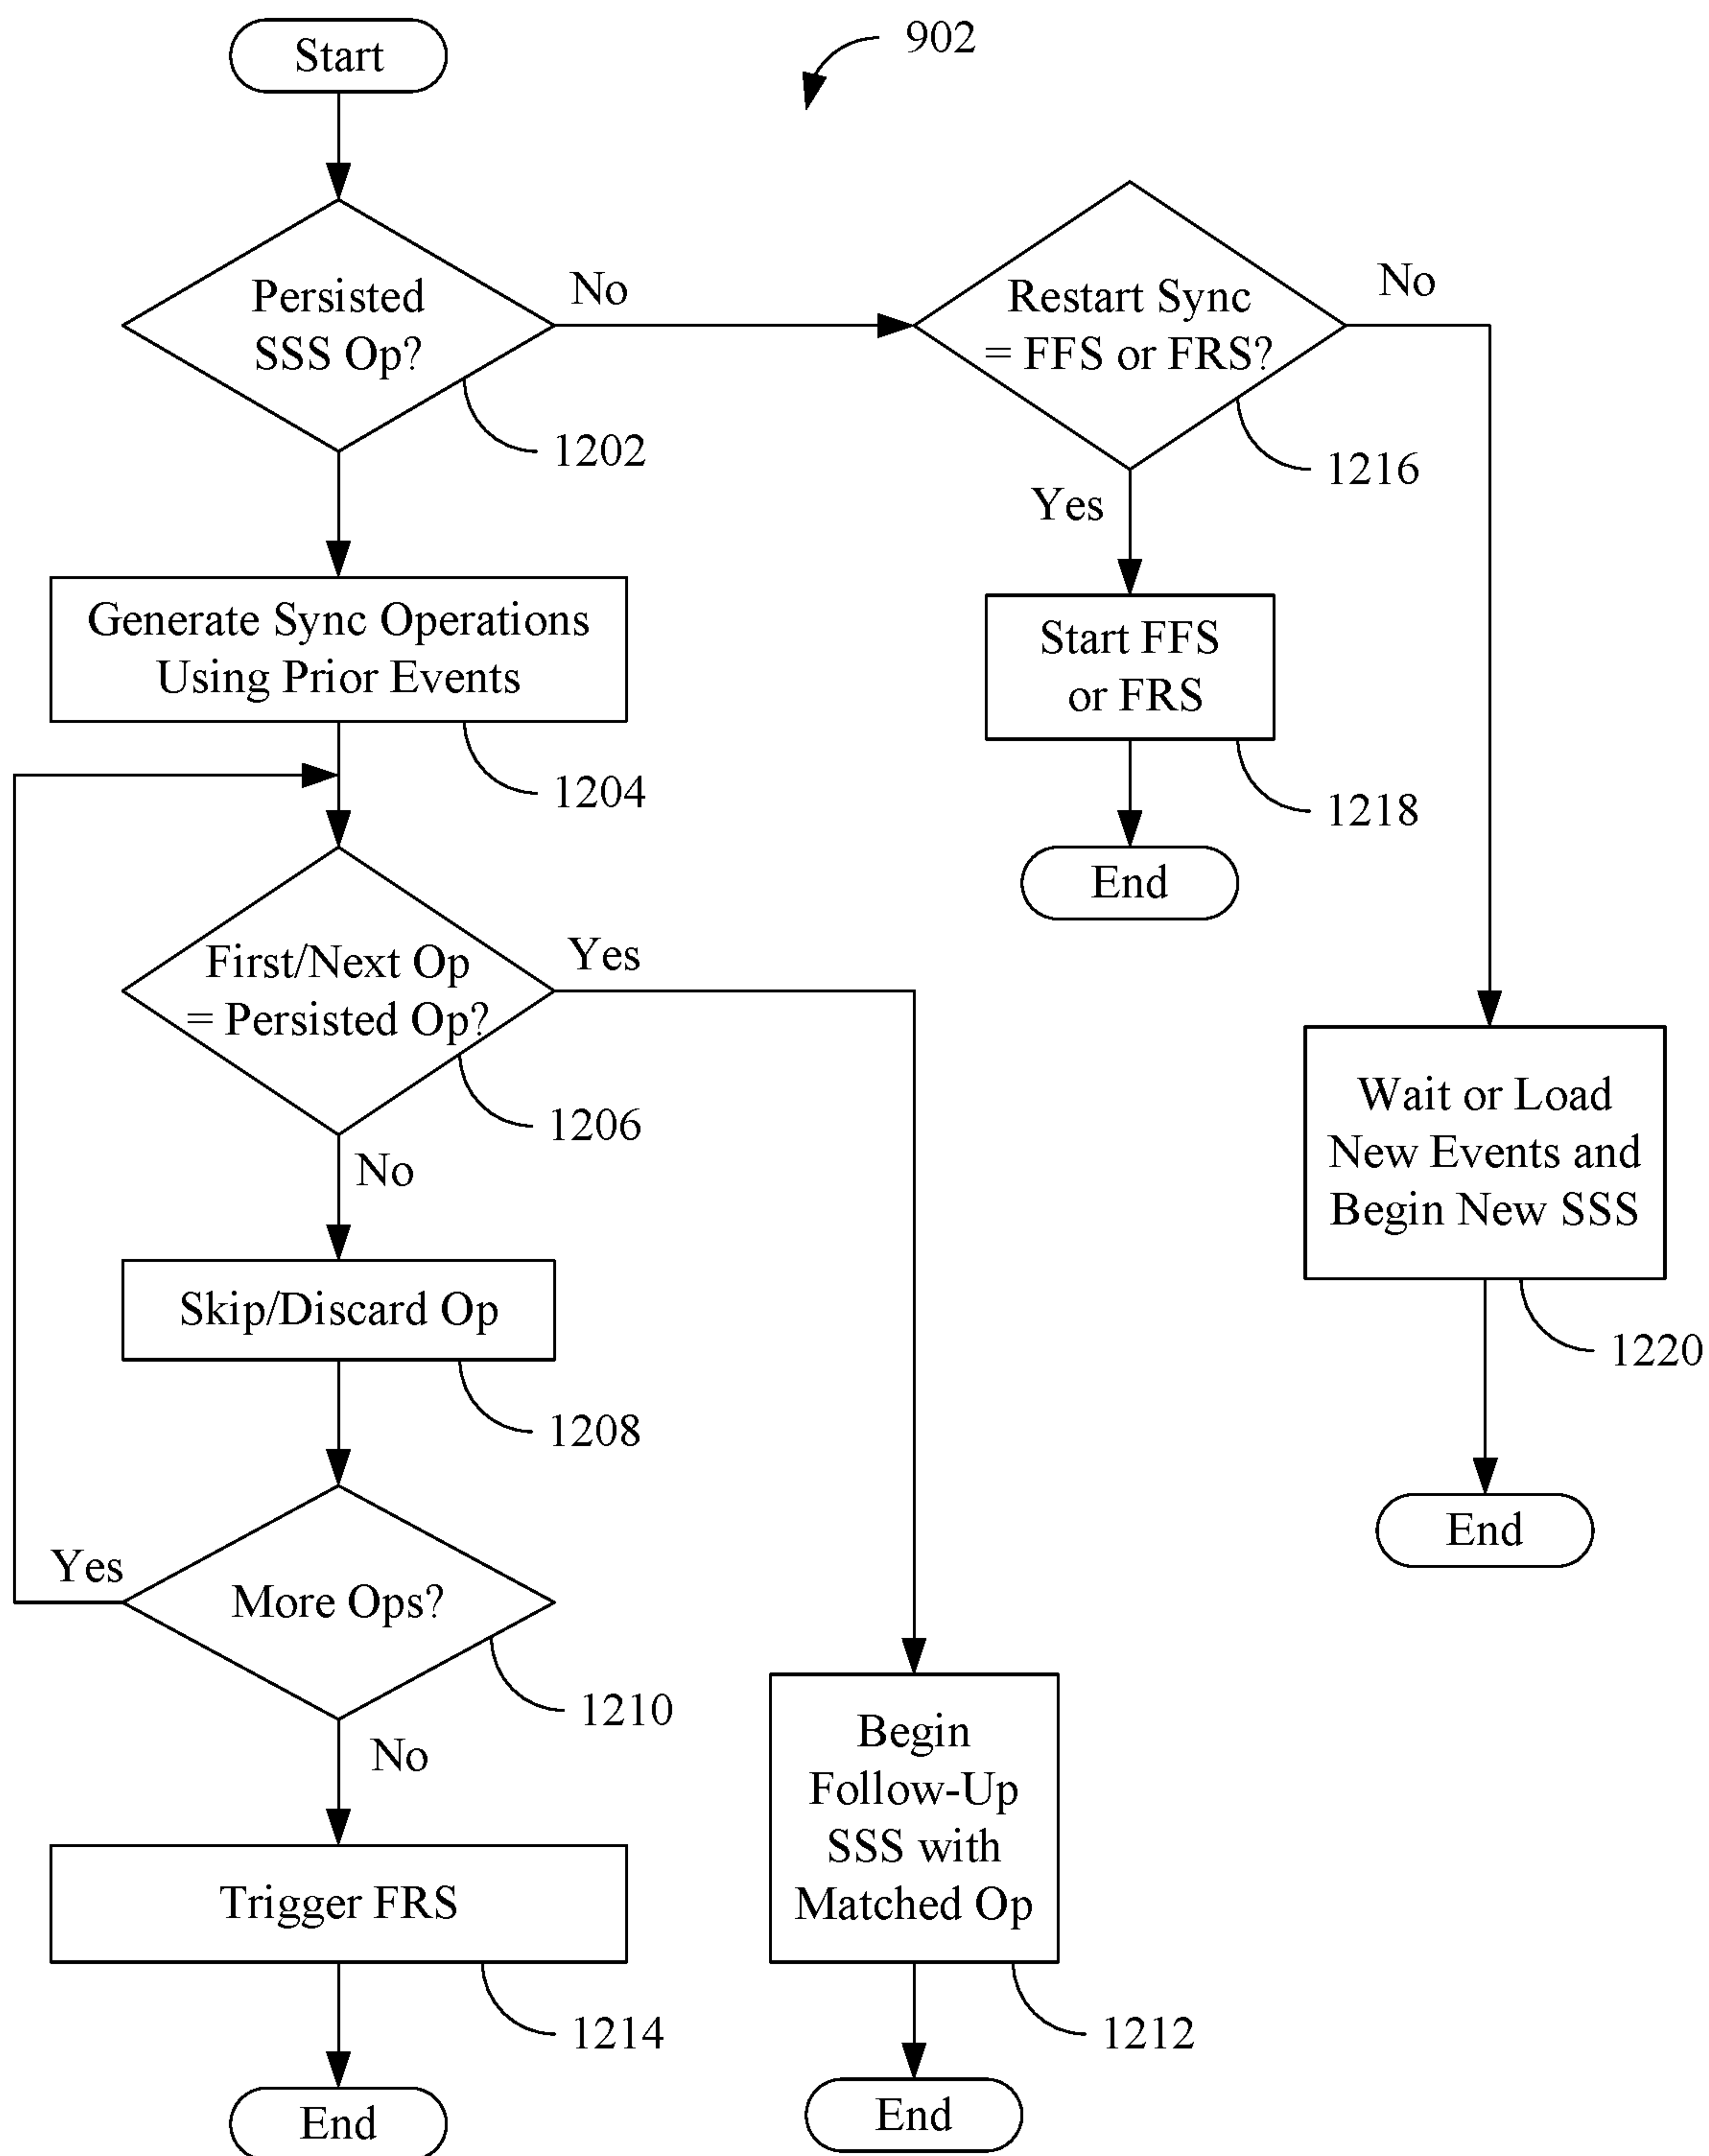 Start
902
Persisted
SSS Op?
No
1202
Restart Sync
= FFS or FRS?
No
1216
Yes
Generate Sync Operations
Using Prior Events
1204
Start FFS
or FRS
1218
End
First/Next Op
= Persisted Op?
Yes
1206
No
Wait or Load
New Events and
Begin New SSS
1220
End
Skip/Discard Op
1208
More Ops?
Yes
1210
No
Begin
Follow-Up
SSS with
Matched Op
1212
End
Trigger FRS
1214
End